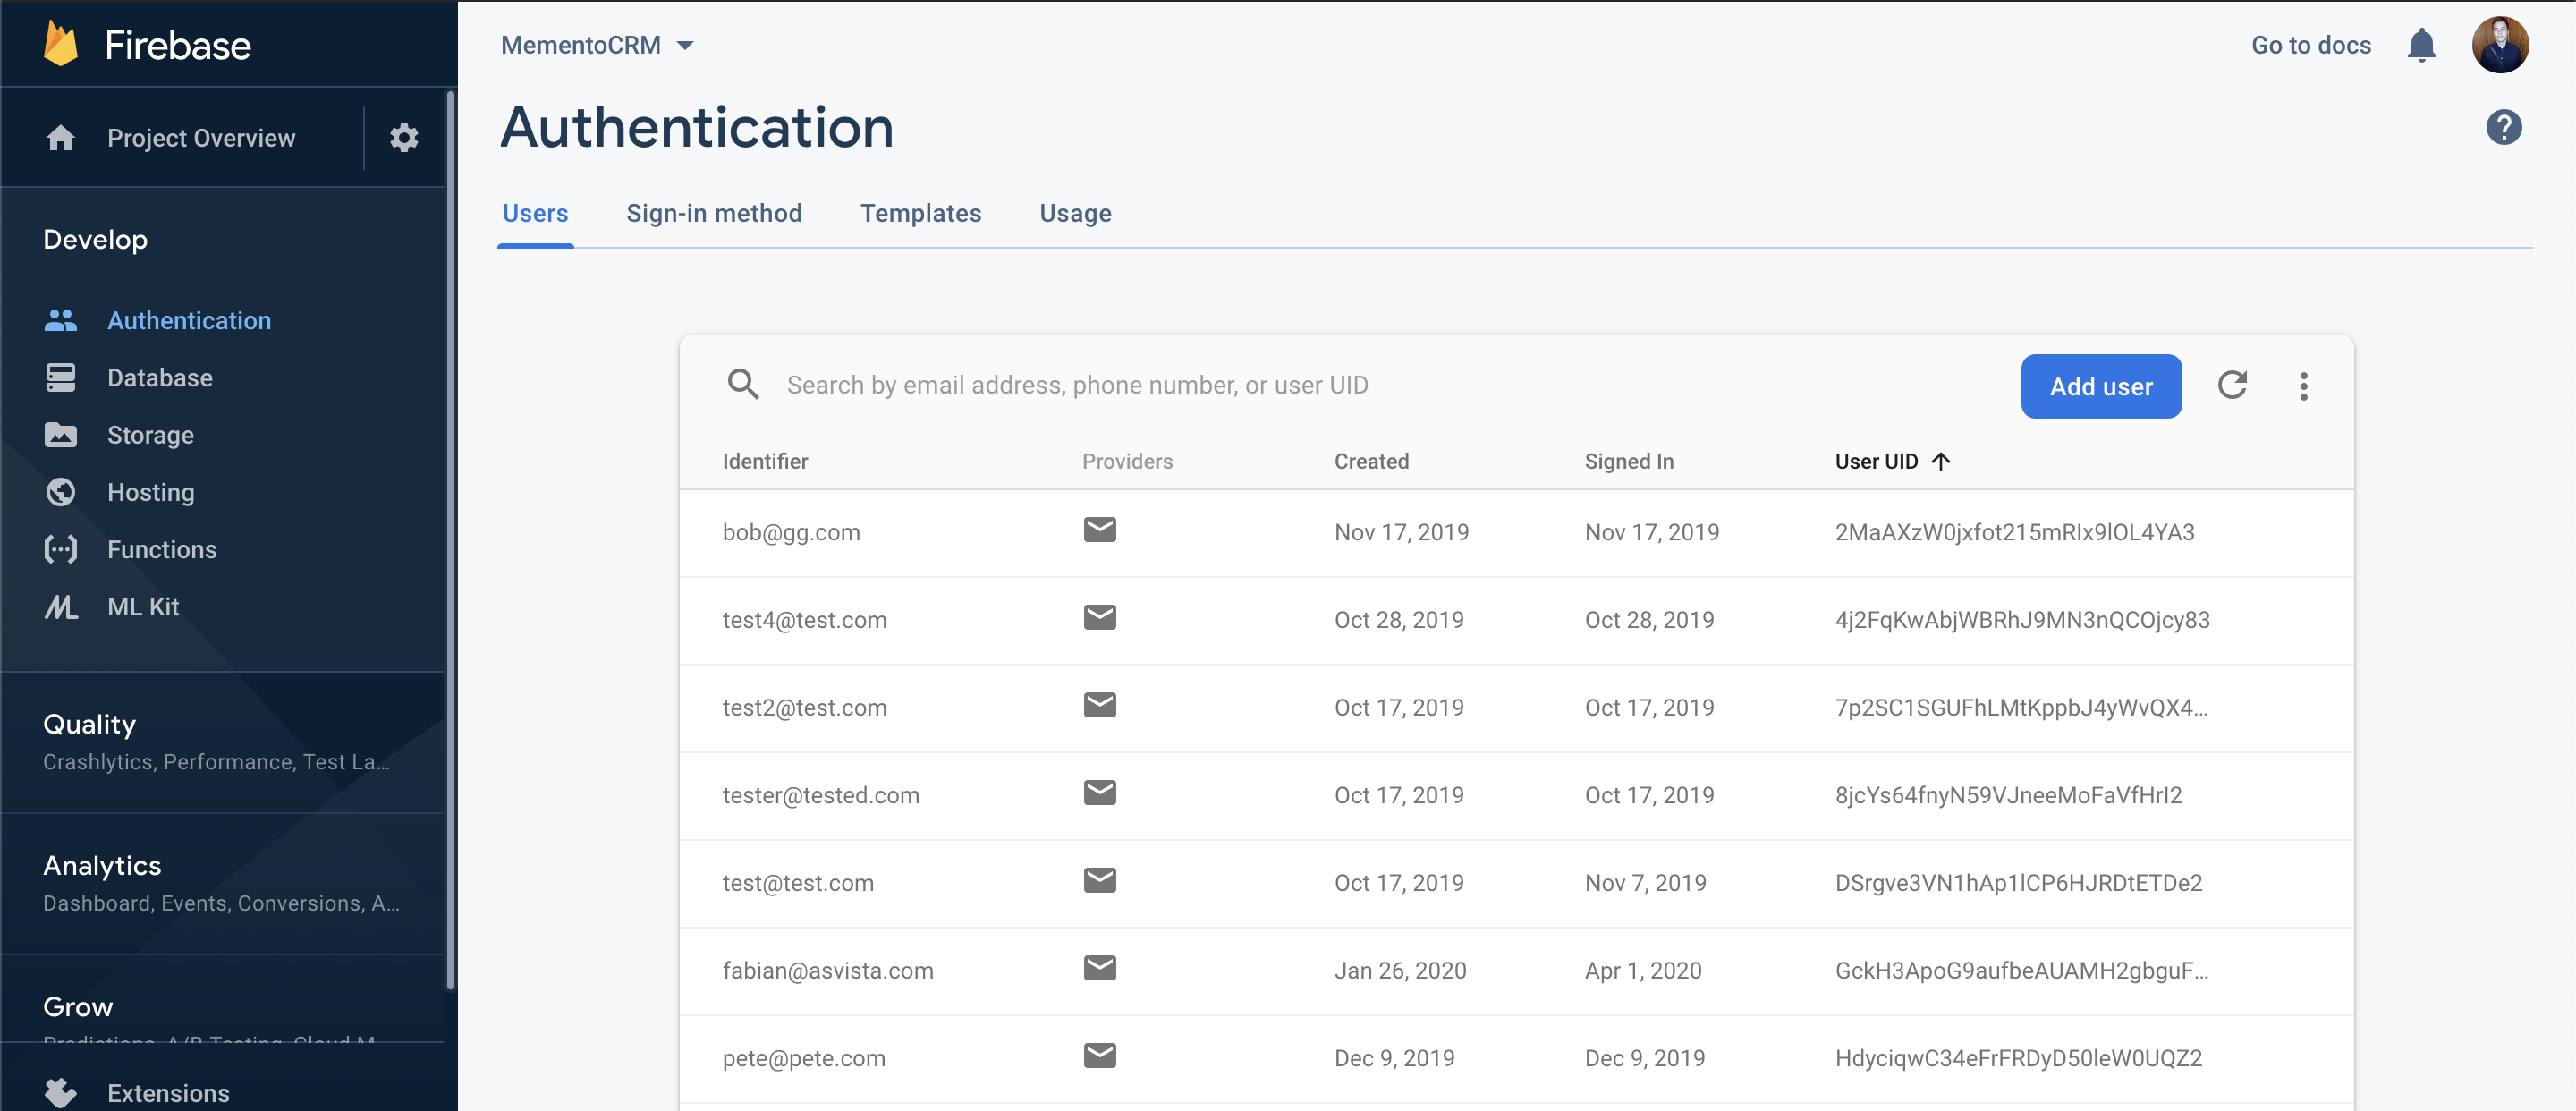 Firebase
Project Overview
Develop
Authentication
Database
Storage
Hosting
Functions
ML Kit
Quality
Crashlytics, Performance, Test La...
Analytics
Dashboard, Events, Conversions, A...
Grow
Predictions, A/B Testing, Cloud M
Extensions
MementoCRM
Go to docs
Authentication
Users Sign-in method Templates Usage
Search by email address, phone number, or user UID
Add user
Identifier Providers Created Signed In User UID
bob@gg.com Nov 17, 2019 Nov 17, 2019 2MaAXzW0jxfot215mRIx9lOL4YA3
test4@test.com Oct 28, 2019 Oct 28, 2019 4j2FqKwAbjWBRhJ9MN3nQCOjcy83
test2@test.com Oct 17, 2019 Oct 17, 2019 7p2SC1SGUFhLMtKppbJ4yWvQX4...
tester@tested.com Oct 17, 2019 Oct 17, 2019 8jcYs64fnyN59VJneeMoFaVfHrI2
test@test.com Oct 17, 2019 Nov 7, 2019 DSrgve3VN1hAp1lCP6HJRDtETDe2
fabian@asvista.com Jan 26, 2020 Apr 1, 2020 GckH3ApoG9aufbeAUAMH2gbguF...
pete@pete.com Dec 9, 2019 Dec 9, 2019 HdyciqwC34eFrFRDyD50leW0UQZ2